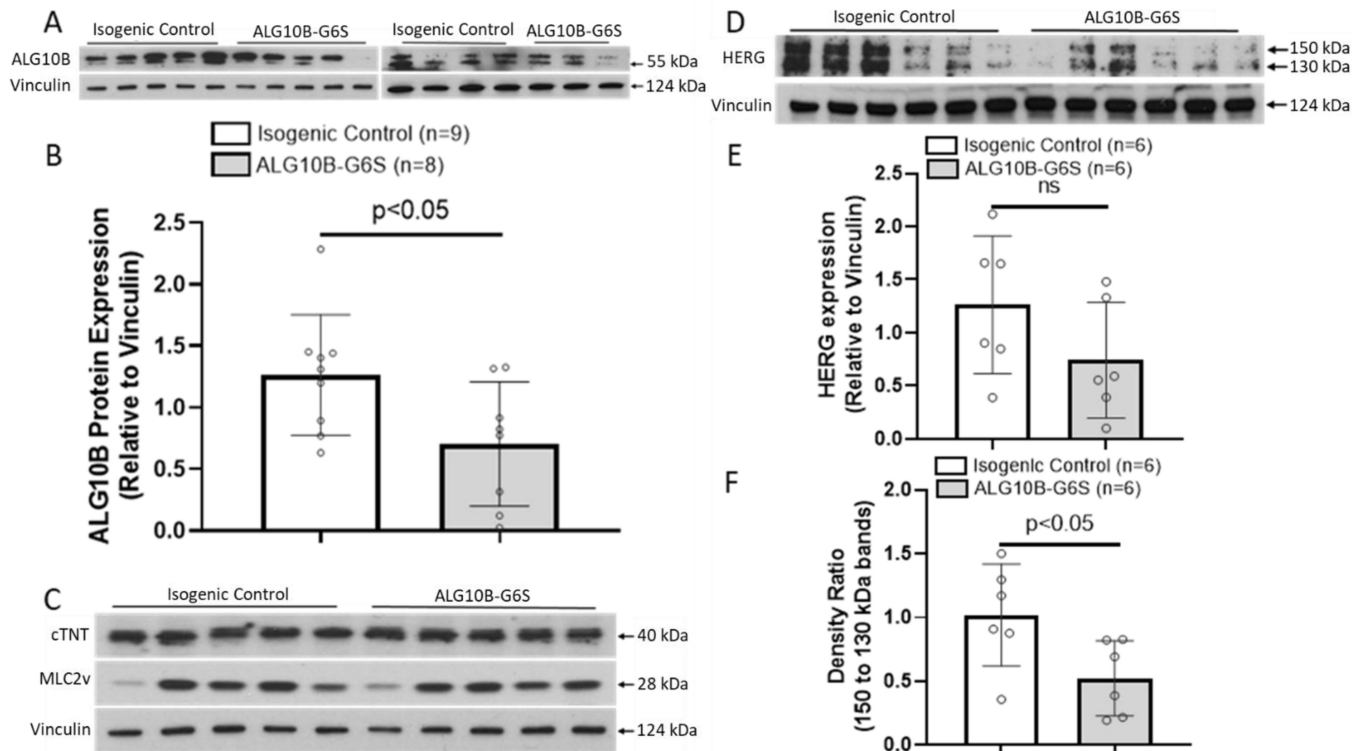 A
Isogenic Control
ALG10B-G6S
Isogenic Control
ALG10B-G6S
ALG10B
←55 kDa
Vinculin
←124 kDa
B
Isogenic Control (n=9)
ALG10B-G6S (n=8)
p<0.05
ALG10B Protein Expression
(Relative to Vinculin)
2.5
2.0
1.5
1.0
0.5
0.0
C
Isogenic Control
ALG10B-G6S
cTNT
←40 kDa
MLC2v
←28 kDa
Vinculin
←124 kDa
D
Isogenic Control
ALG10B-G6S
HERG
←150 kDa
←130 kDa
Vinculin
←124 kDa
E
Isogenic Control (n=6)
ALG10B-G6S (n=6)
ns
HERG expression
(Relative to Vinculin)
2.5
2.0
1.5
1.0
0.5
0.0
F
Isogenic Control (n=6)
ALG10B-G6S (n=6)
p<0.05
Density Ratio
(150 to 130 kDa bands)
2.0
1.5
1.0
0.5
0.0